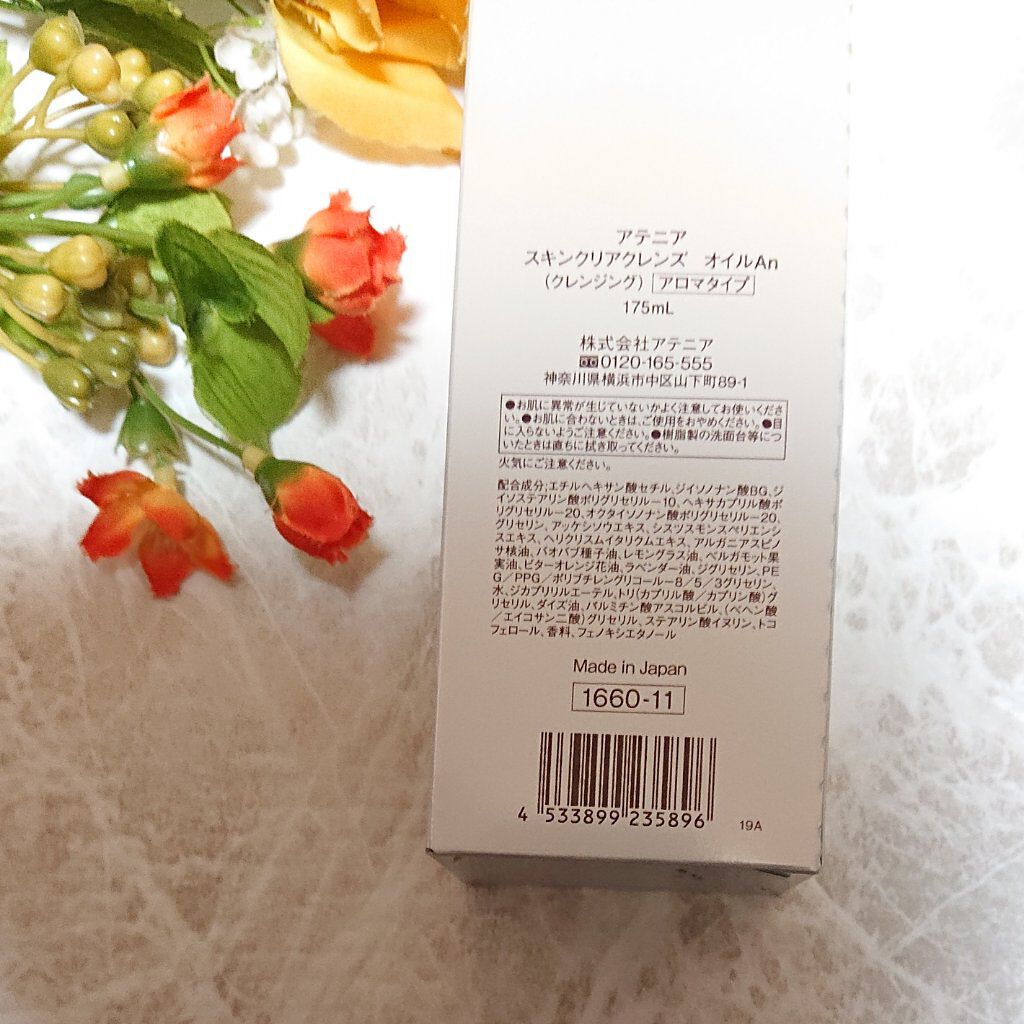 アテニア
スキンクリアクレンズ オイルAn
(クレンジング) アロマタイプ
175mL
株式会社アテニア
0120-165-555
神奈川県横浜市中区山下町89-1
●お肌に異常が生じていないかよく注意してお使いくださ
い。●お肌に合わないときは、ご使用をおやめください。●目
に入らないようご注意ください。●樹脂製の洗面台等につ
いたときは直ちに拭き取ってください。
火気にご注意ください。
配合成分;エチルヘキサン酸セチル、ジイソノナン酸BG、ジ
イソステアリン酸ポリグリセリル-10、ヘキサカプリル酸ポ
リグリセリル-20、オクタイソノナン酸ポリグリセリル-20、
グリセリン、アッケシソウエキス、シスツスモンスペリエンシ
スエキス、ヘリクリスムイタリクムエキス、アルガニアスピノ
サ核油、バオバブ種子油、レモングラス油、ベルガモット果
実油、ビターオレンジ花油、ラベンダー油、ジグリセリン、PE
G/PPG/ポリブチレングリコール-8/5/3グリセリン、
水、ジカプリリルエーテル、トリ(カプリル酸/カプリン酸)グ
リセリル、ダイズ油、パルミチン酸アスコルビル、(ベヘン酸
/エイコサン二酸)グリセリル、ステアリン酸イヌリン、トコ
フェロール、香料、フェノキシエタノール
Made in Japan
1660-11
4 533899 235896
19A